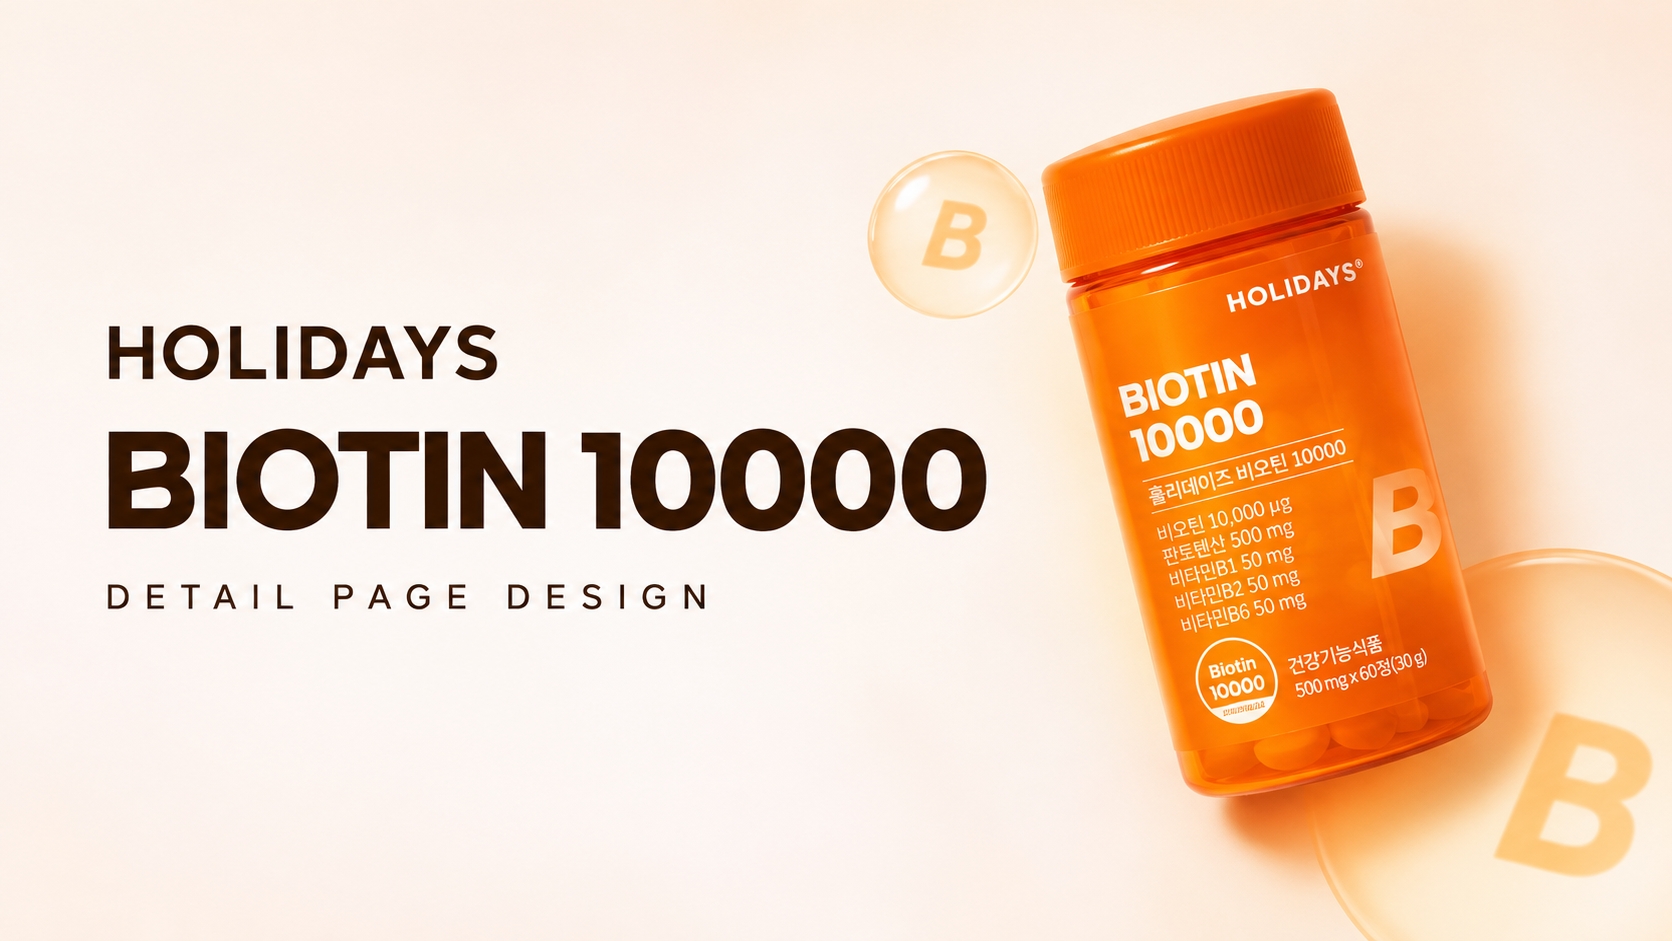 HOLIDAYS
BIOTIN 10000
DETAIL PAGE DESIGN
B
HOLIDAYS®
BIOTIN
10000
홀리데이즈 비오틴 10000
비오틴 10,000 µg
판토텐산 500 mg
비타민B1 50 mg
비타민B2 50 mg
비타민B6 50 mg
B
Biotin
10000
건강기능식품
500 mg x 60정(30 g)
B